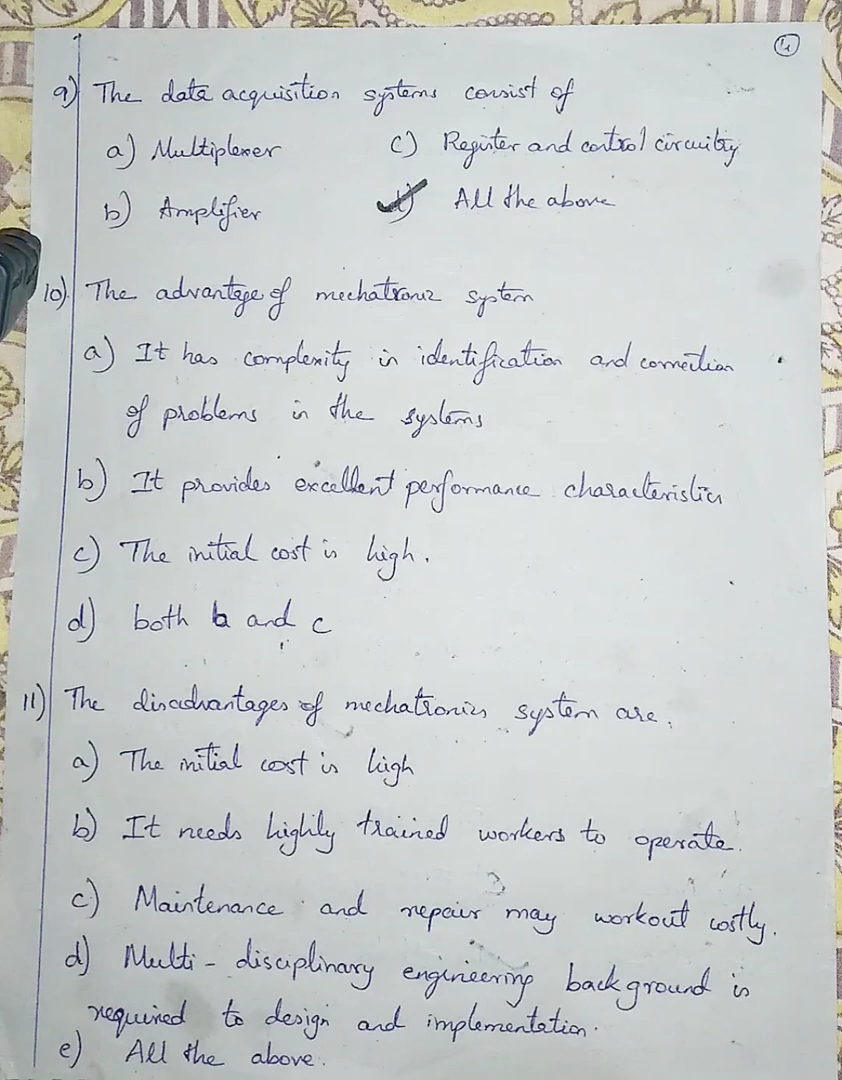 4
9) The data acquisition systems consist of
a) Multiplexer c) Register and control circuitry
b) Amplifier d) All the above
10) The advantage of mechatronics system
a) It has complexity in identification and correction
of problems in the systems
b) It provides excellent performance characteristics
c) The initial cost is high.
d) both b and c
11) The disadvantages of mechatronics system are.
a) The initial cost is high
b) It needs highly trained workers to operate.
c) Maintenance and repair may workout costly.
d) Multi-disciplinary engineering background is
required to design and implementation.
e) All the above.